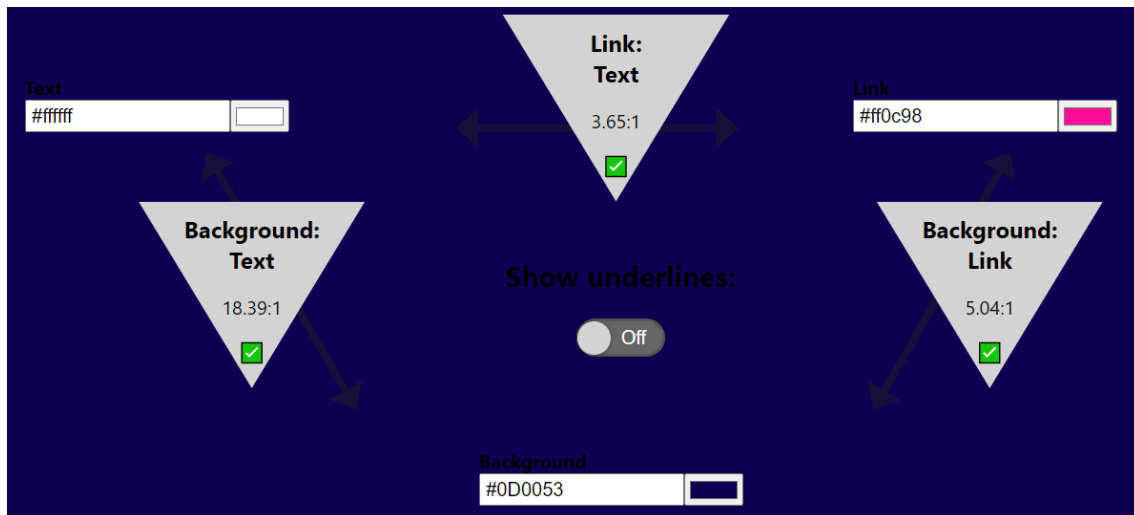 Link:
Text
3.65:1
Text
#ffffff
Link
#ff0c98
Background:
Text
18.39:1
Show underlines:
Off
Background:
Link
5.04:1
Background
#0D0053